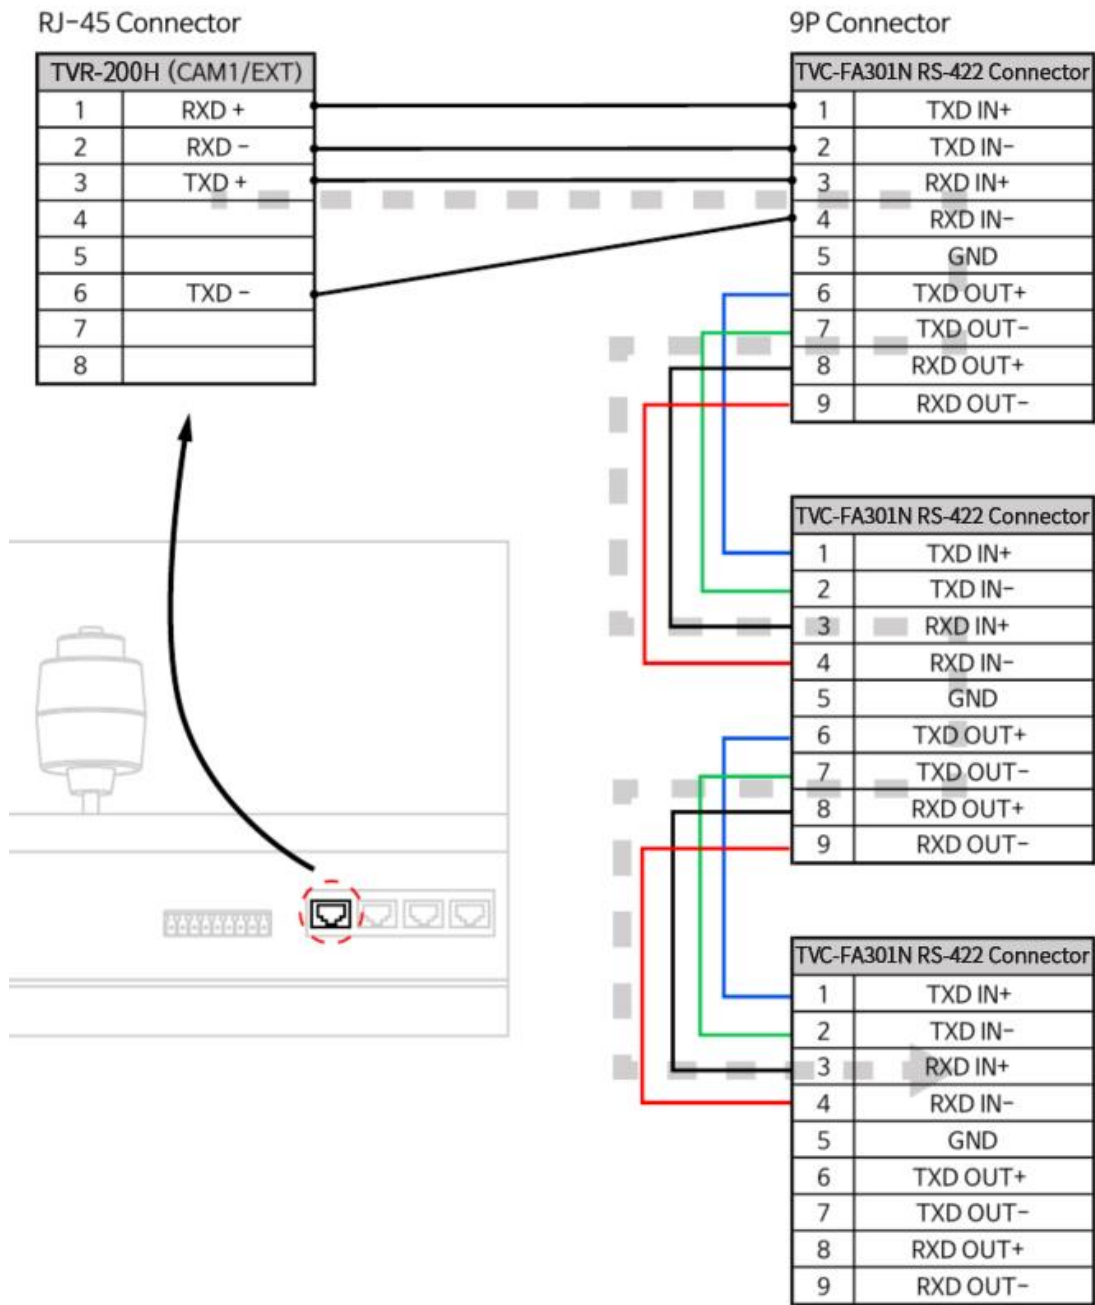 RJ-45 Connector
TVR-200H (CAM1/EXT)
1 RXD +
2 RXD -
3 TXD +
4
5
6 TXD -
7
8
9P Connector
TVC-FA301N RS-422 Connector
1 TXD IN+
2 TXD IN-
3 RXD IN+
4 RXD IN-
5 GND
6 TXD OUT+
7 TXD OUT-
8 RXD OUT+
9 RXD OUT-
TVC-FA301N RS-422 Connector
1 TXD IN+
2 TXD IN-
3 RXD IN+
4 RXD IN-
5 GND
6 TXD OUT+
7 TXD OUT-
8 RXD OUT+
9 RXD OUT-
TVC-FA301N RS-422 Connector
1 TXD IN+
2 TXD IN-
3 RXD IN+
4 RXD IN-
5 GND
6 TXD OUT+
7 TXD OUT-
8 RXD OUT+
9 RXD OUT-